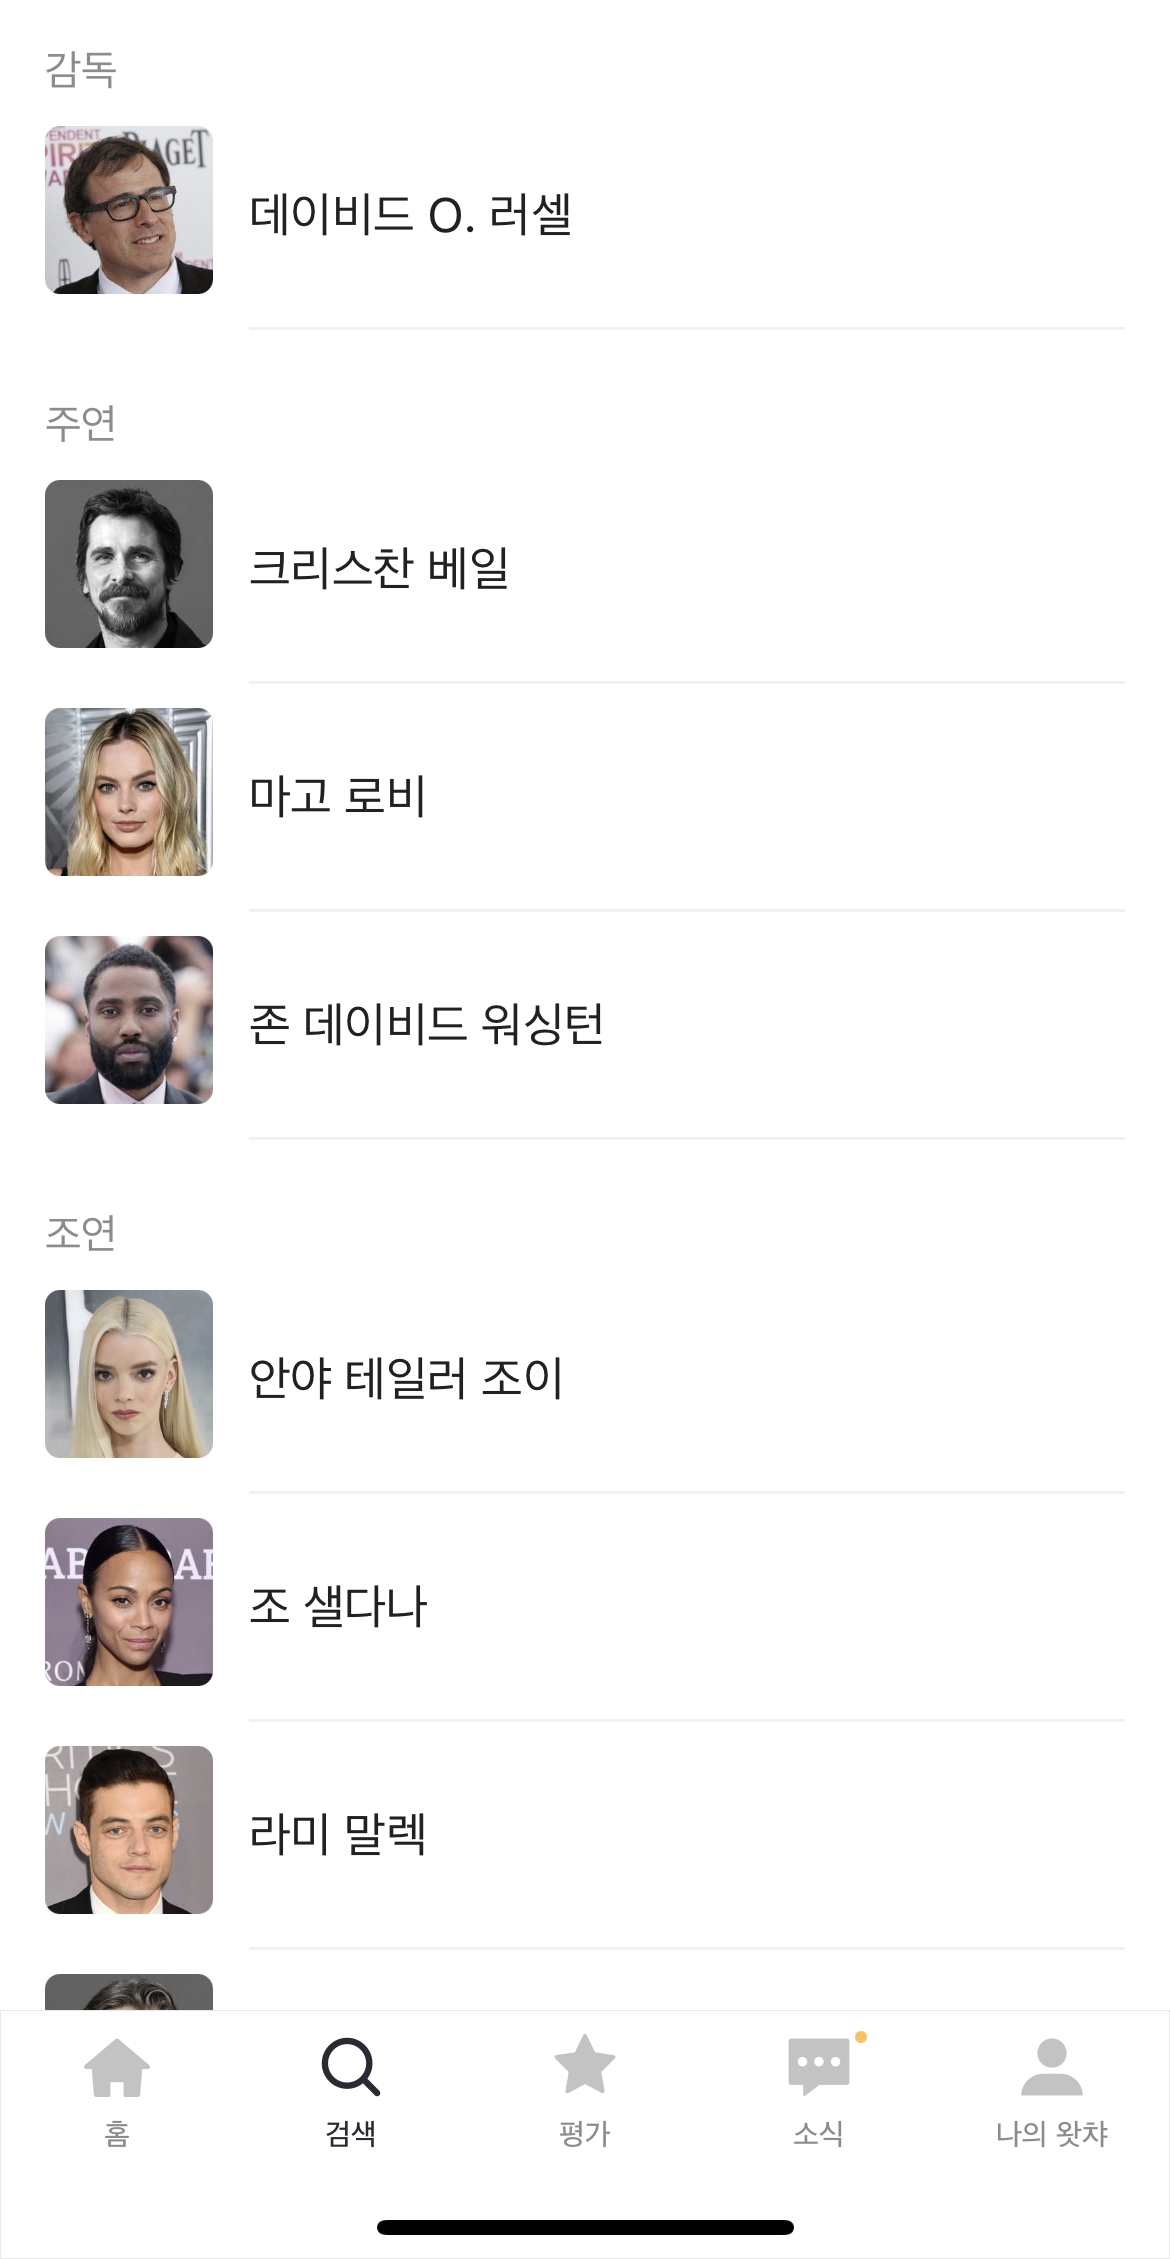 감독
ENDENT
PIAGET
데이비드 O. 러셀
주연
크리스찬 베일
마고 로비
존 데이비드 워싱턴
조연
안야 테일러 조이
조 샐다나
라미 말렉
홈
검색
평가
소식
나의 왓챠